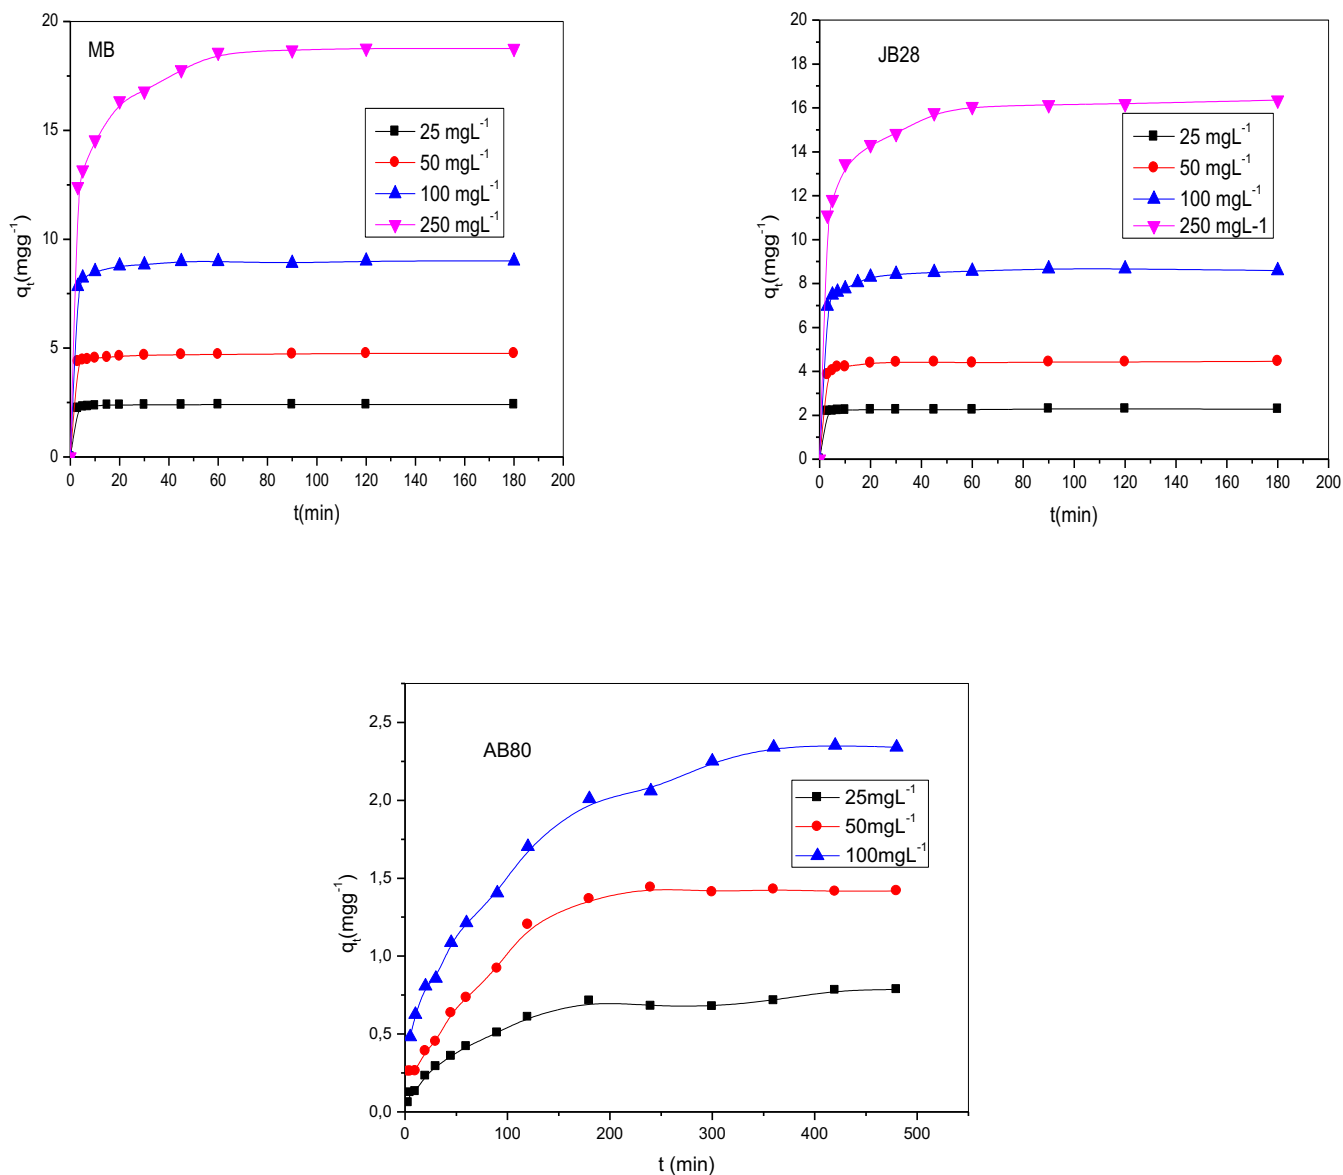 MB
20
15
10
5
0
q_t(mgg⁻¹)
25 mgL⁻¹
50 mgL⁻¹
100 mgL⁻¹
250 mgL⁻¹
0 20 40 60 80 100 120 140 160 180 200
t(min)
JB28
20
18
16
14
12
10
8
6
4
2
0
q_t(mgg⁻¹)
25 mgL⁻¹
50 mgL⁻¹
100 mgL⁻¹
250 mgL-1
0 20 40 60 80 100 120 140 160 180 200
t(min)
AB80
2,5
2,0
1,5
1,0
0,5
0,0
q_t(mgg⁻¹)
25mgL⁻¹
50mgL⁻¹
100mgL⁻¹
0 100 200 300 400 500
t (min)